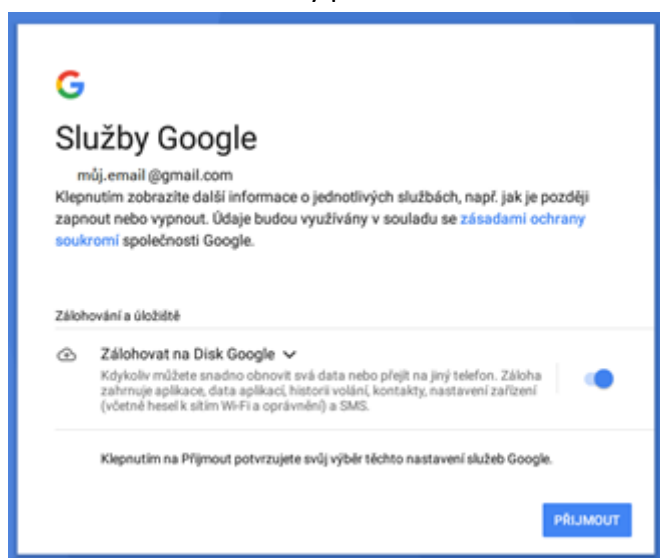 Služby Google
můj.email @gmail.com
Klepnutím zobrazíte další informace o jednotlivých službách, např. jak je později
zapnout nebo vypnout. Údaje budou využívány v souladu se zásadami ochrany
soukromí společnosti Google.
Zálohování a úložiště
Zálohovat na Disk Google
Kdykoliv můžete snadno obnovit svá data nebo přejít na jiný telefon. Záloha
zahrnuje aplikace, data aplikací, historii volání, kontakty, nastavení zařízení
(včetně hesel k sítím Wi-Fi a oprávnění) a SMS.
Klepnutím na Přijmout potvrzujete svůj výběr těchto nastavení služeb Google.
PŘIJMOUT